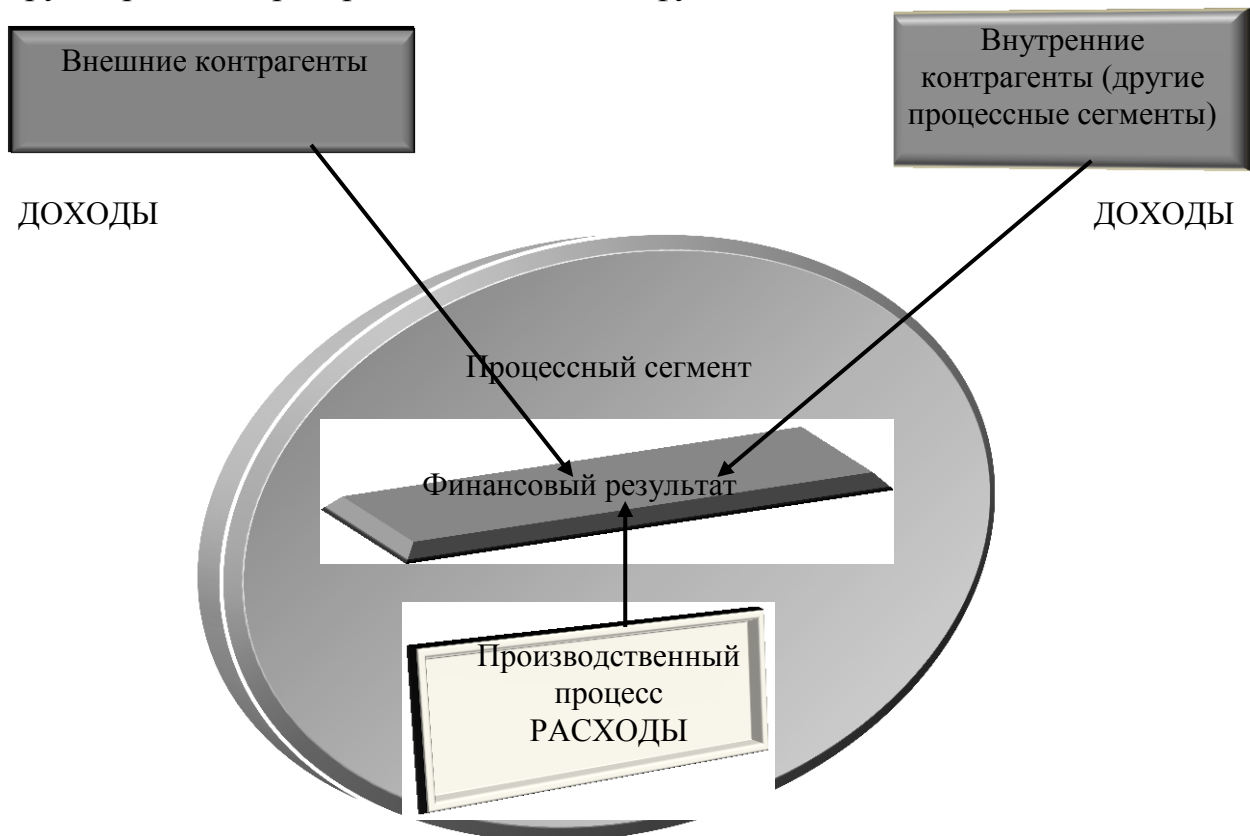 Внешние контрагенты
Внутренние
контрагенты (другие
процессные сегменты)
ДОХОДЫ
ДОХОДЫ
Процессный сегмент
Финансовый результат
Производственный
процесс
РАСХОДЫ